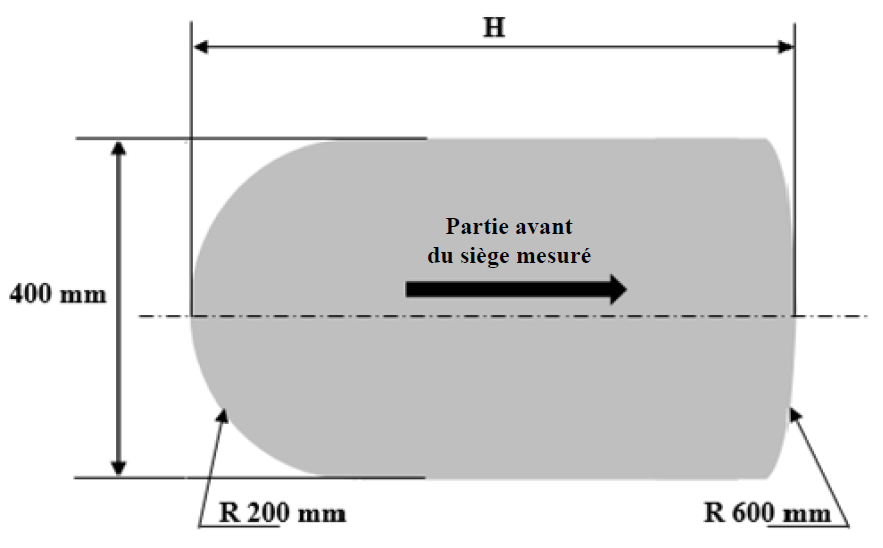 H
Partie avant
du siège mesuré
400 mm
R 200 mm
R 600 mm